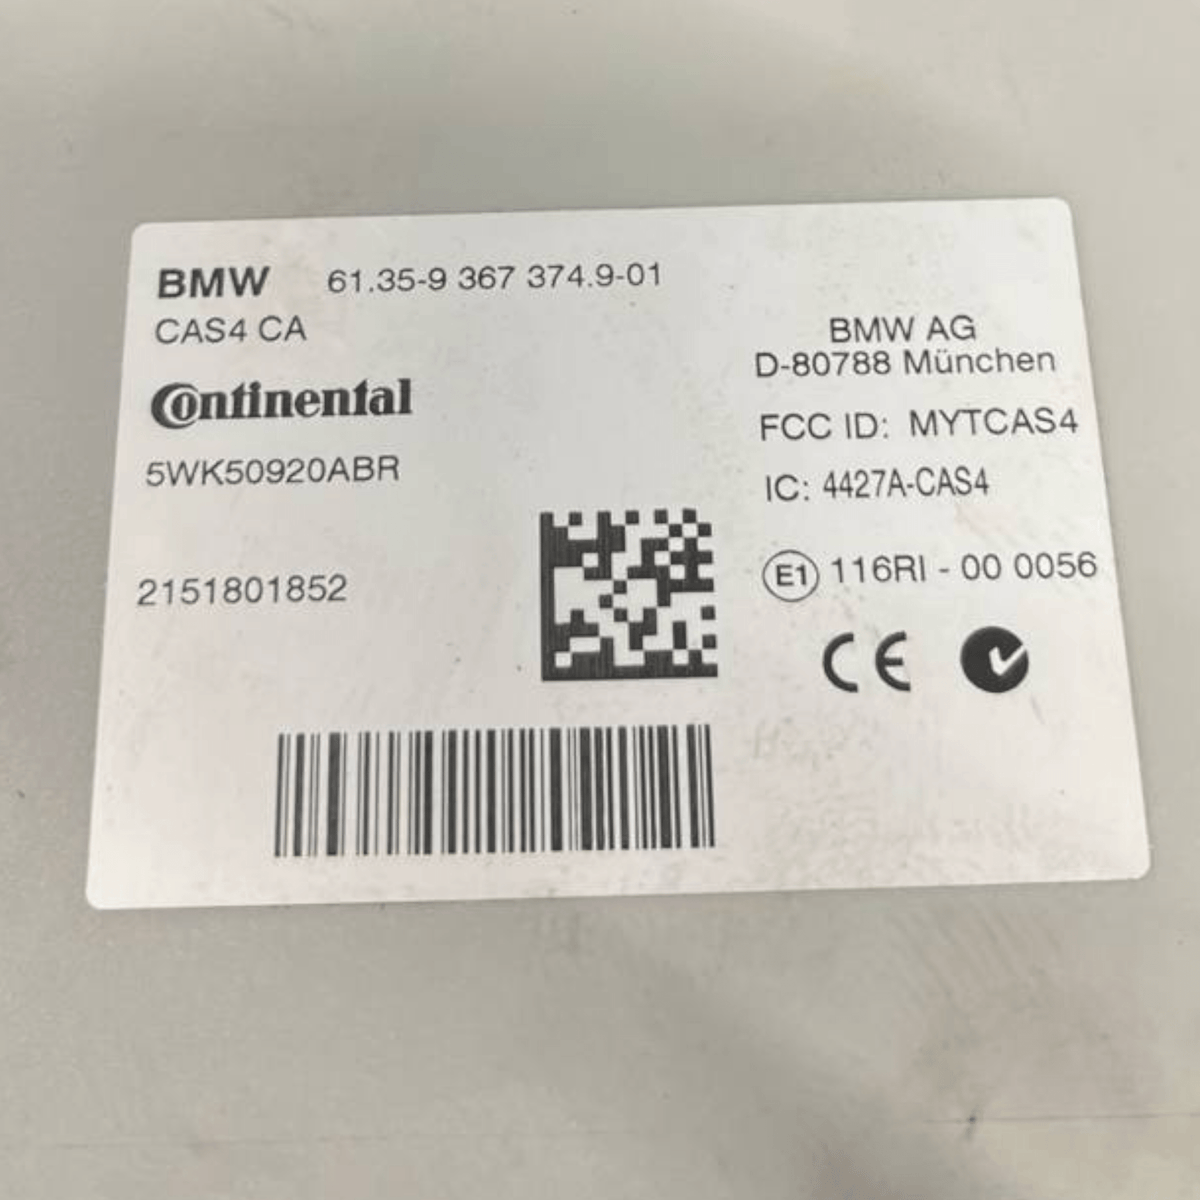 BMW 61.35-9 367 374.9-01
CAS4 CA
Continental
5WK50920ABR
2151801852
BMW AG
D-80788 München
FCC ID: MYTCAS4
IC: 4427A-CAS4
E1 116RI - 00 0056
CE